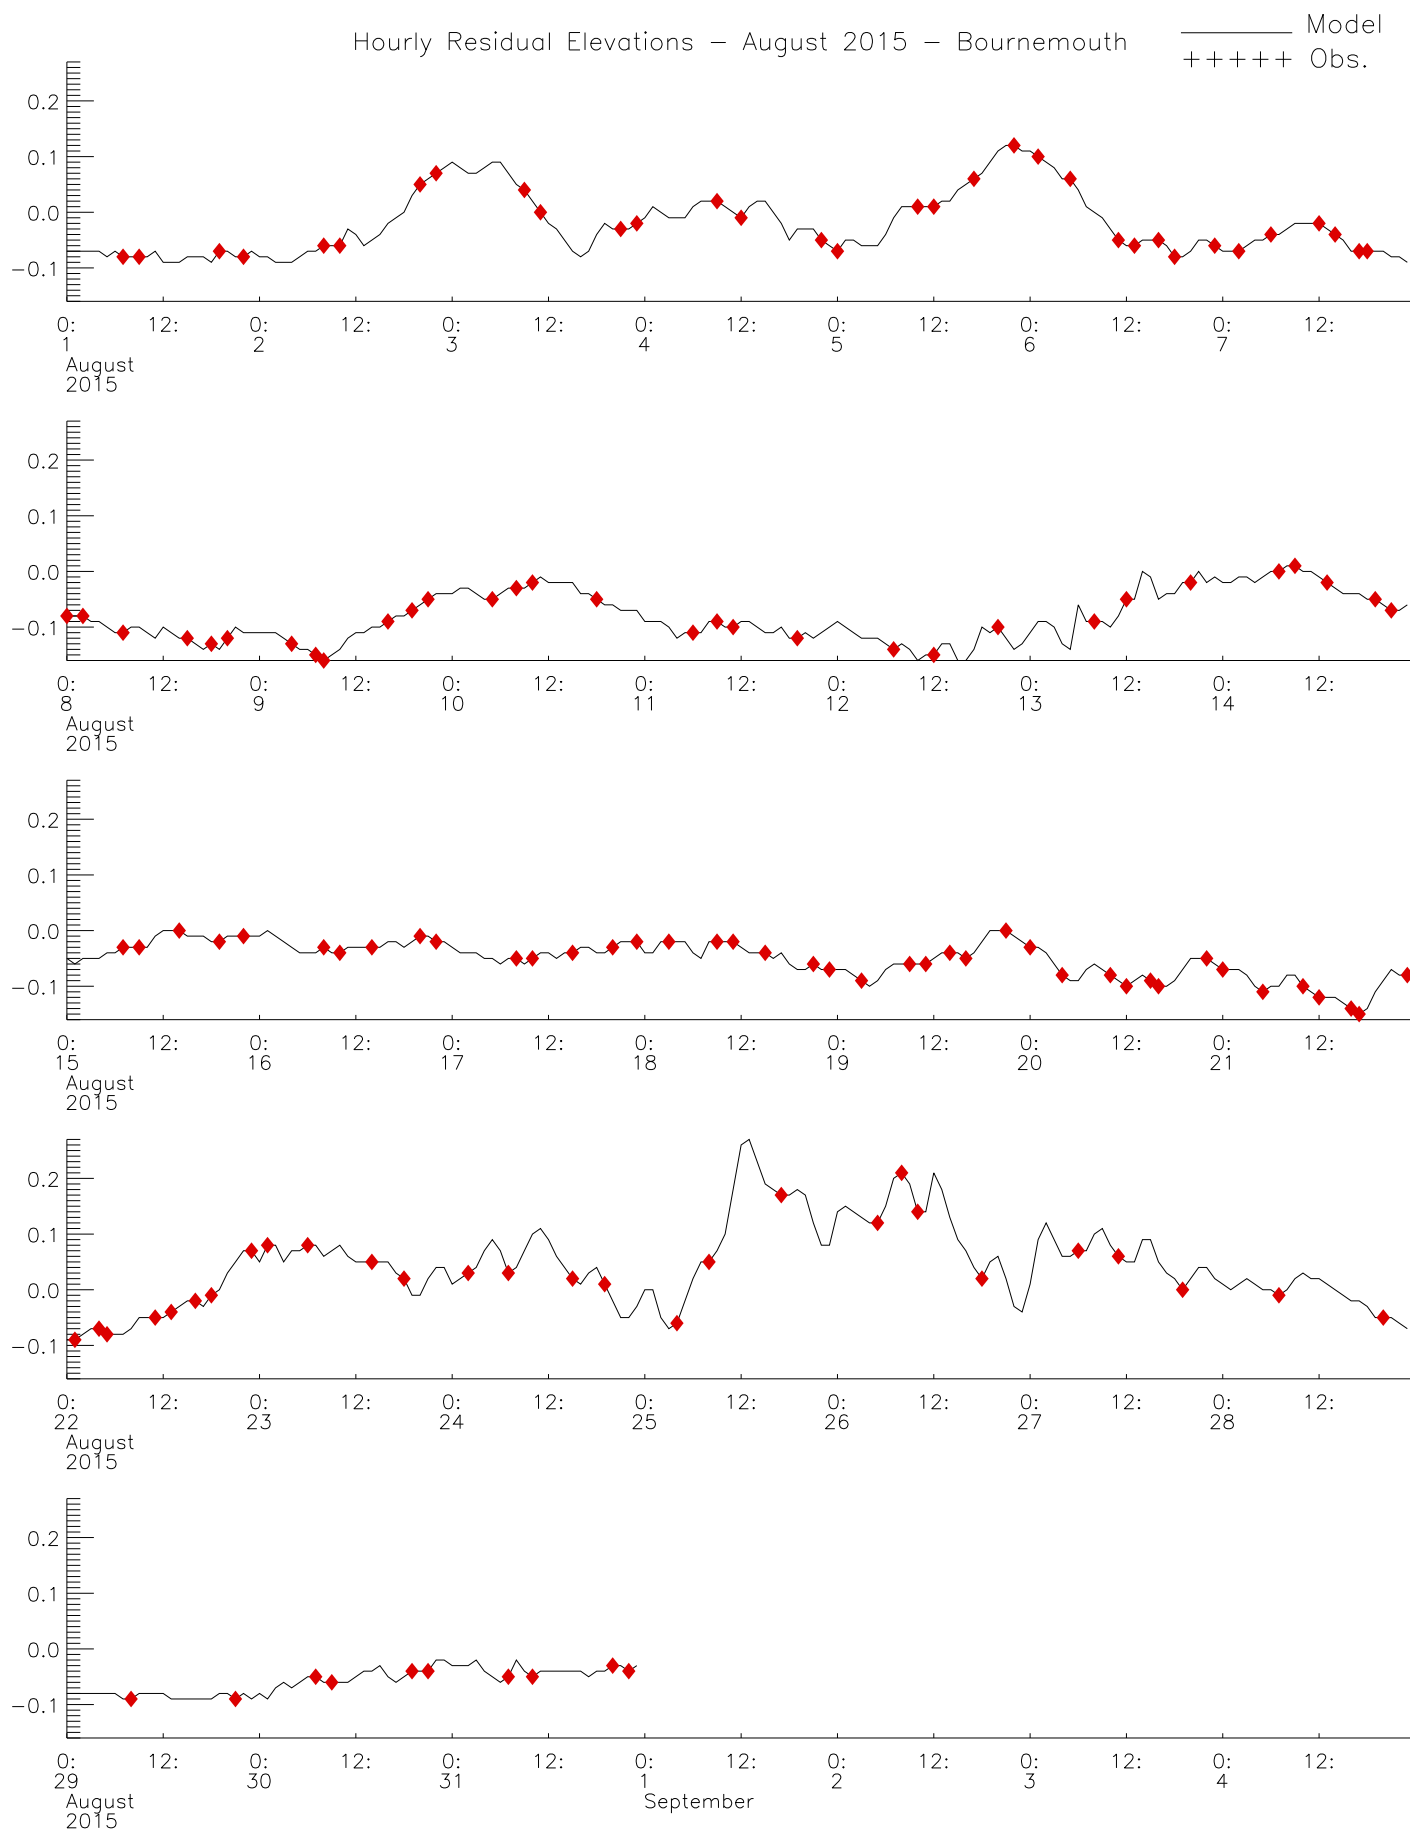 Hourly Residual Elevations – August 2015 – Bournemouth
Model
+++++ Obs.
0.2
0.1
0.0
−0.1
0: 12: 0: 12: 0: 12: 0: 12: 0: 12: 0: 12: 0: 12:
1 2 3 4 5 6 7
August
2015
0.2
0.1
0.0
−0.1
0: 12: 0: 12: 0: 12: 0: 12: 0: 12: 0: 12: 0: 12:
8 9 10 11 12 13 14
August
2015
0.2
0.1
0.0
−0.1
0: 12: 0: 12: 0: 12: 0: 12: 0: 12: 0: 12: 0: 12:
15 16 17 18 19 20 21
August
2015
0.2
0.1
0.0
−0.1
0: 12: 0: 12: 0: 12: 0: 12: 0: 12: 0: 12: 0: 12:
22 23 24 25 26 27 28
August
2015
0.2
0.1
0.0
−0.1
0: 12: 0: 12: 0: 12: 0: 12: 0: 12: 0: 12: 0: 12:
29 30 31 1 2 3 4
August September
2015